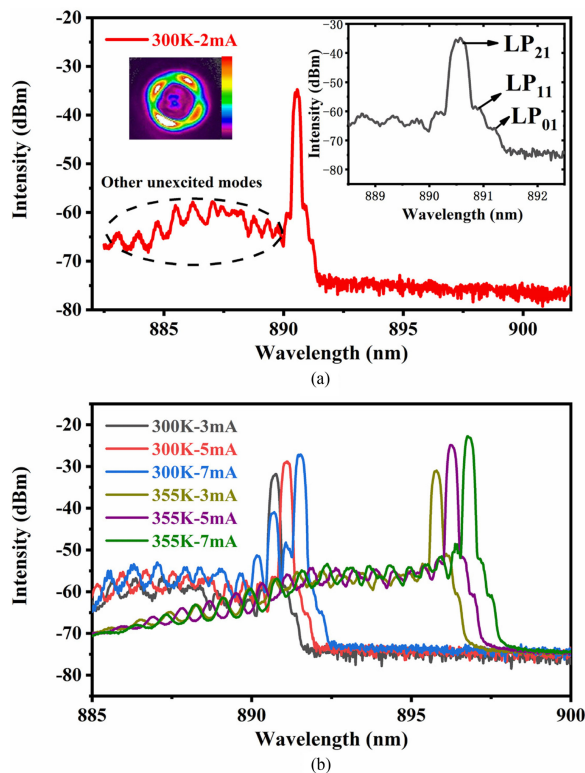 300K-2mA
Other unexcited modes
LP21
LP11
LP01
-30
-40
-50
-60
-70
-80
Intensity (dBm)
889 890 891 892
Wavelength (nm)
-20
-30
-40
-50
-60
-70
-80
Intensity (dBm)
885 890 895 900
Wavelength (nm)
(a)
300K-3mA
300K-5mA
300K-7mA
355K-3mA
355K-5mA
355K-7mA
-20
-30
-40
-50
-60
-70
-80
Intensity (dBm)
885 890 895 900
Wavelength (nm)
(b)